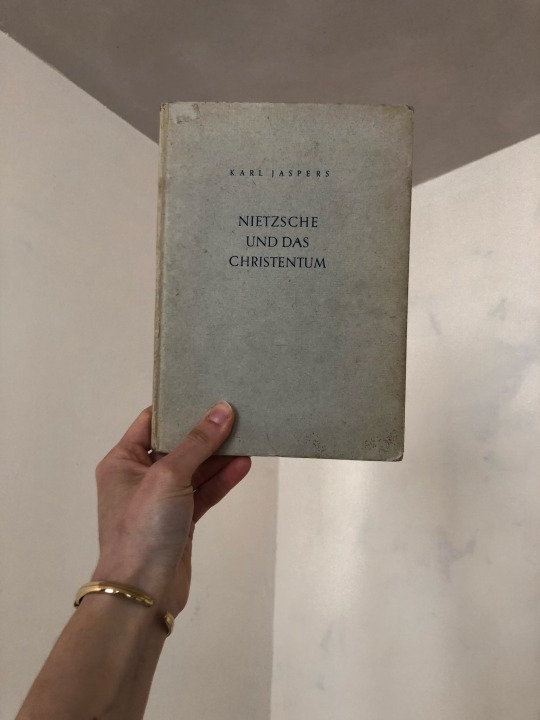 KARL JASPERS
NIETZSCHE
UND DAS
CHRISTENTUM